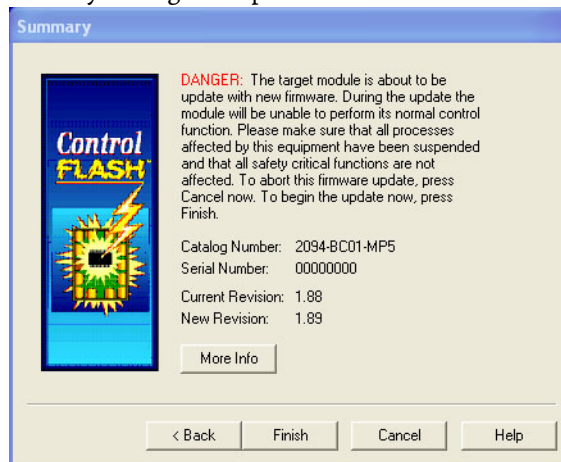 Summary
Control
FLASH
DANGER: The target module is about to be
update with new firmware. During the update the
module will be unable to perform its normal control
function. Please make sure that all processes
affected by this equipment have been suspended
and that all safety critical functions are not
affected. To abort this firmware update, press
Cancel now. To begin the update now, press
Finish.
Catalog Number: 2094-BC01-MP5
Serial Number: 00000000
Current Revision: 1.88
New Revision: 1.89
More Info
< Back Finish Cancel Help